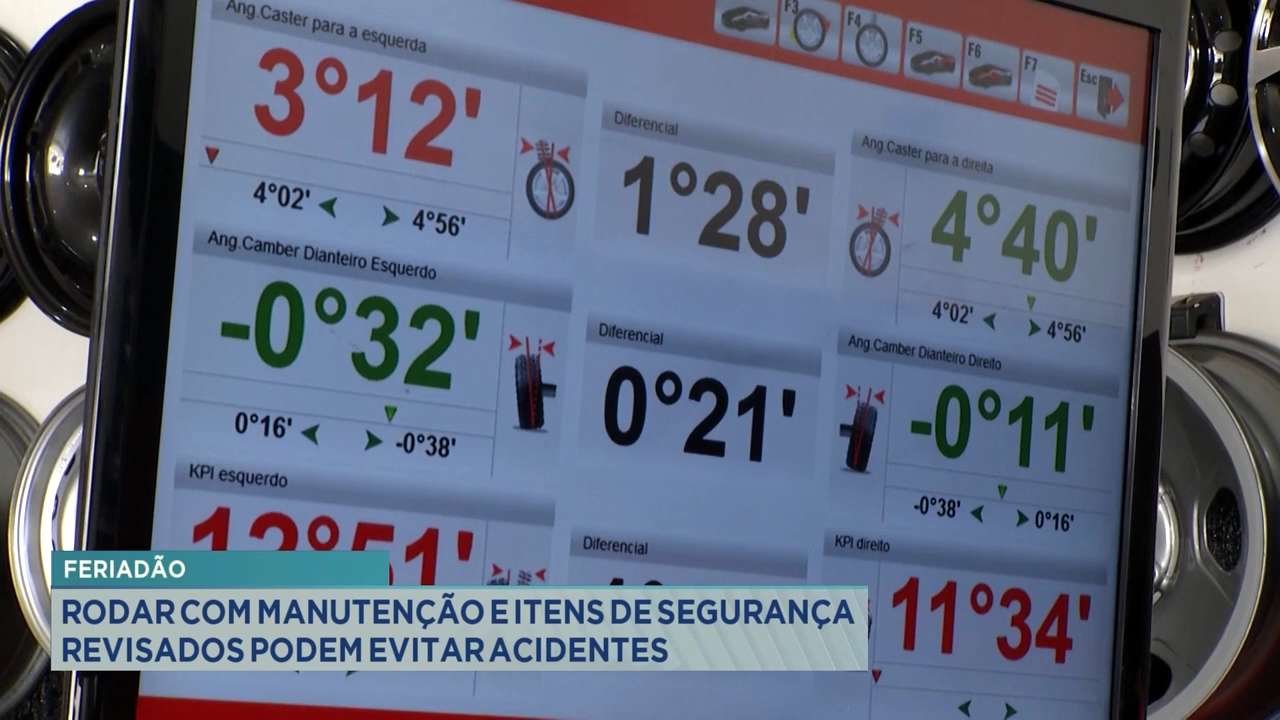 Ang.Caster para a esquerda
3°12'
4°02' 4°56'
Diferencial
1°28'
Ang.Caster para a direita
4°40'
4°02' 4°56'
F3 F4 F5 F6 F7 Esc
Ang.Camber Dianteiro Esquerdo
-0°32'
0°16' -0°38'
Diferencial
0°21'
Ang Camber Dianteiro Direito
-0°11'
-0°38' 0°16'
KPI esquerdo
12°51'
Diferencial
KPI direito
11°34'
FERIADÃO
RODAR COM MANUTENÇÃO E ITENS DE SEGURANÇA
REVISADOS PODEM EVITAR ACIDENTES